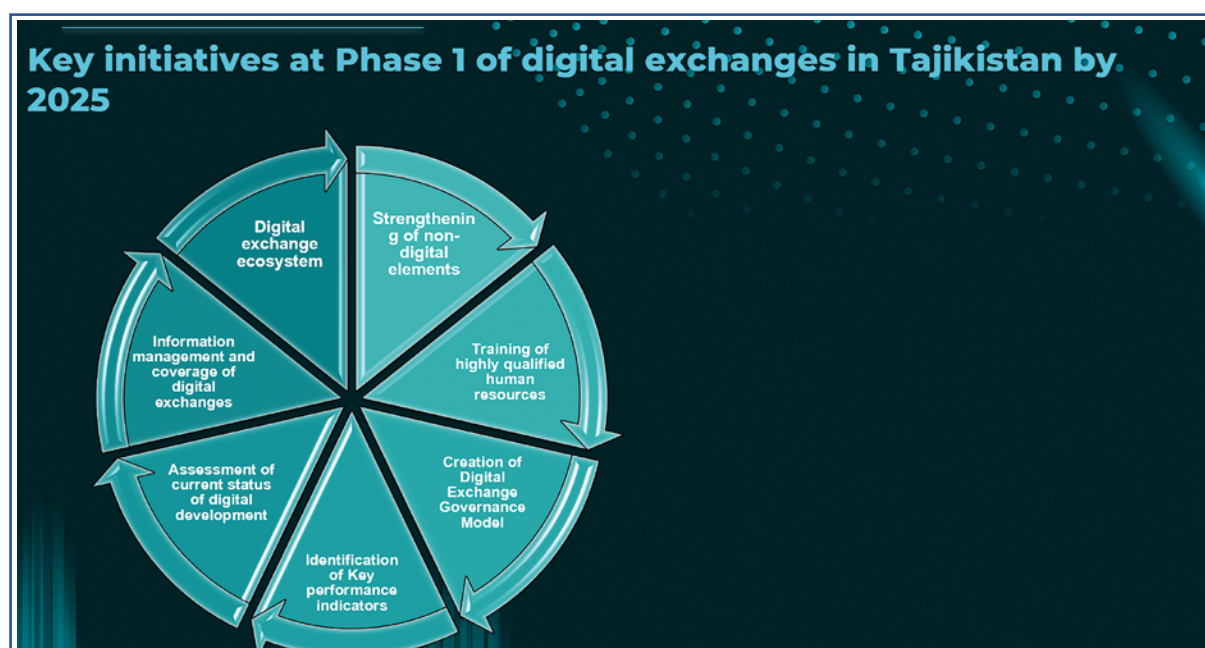 Key initiatives at Phase 1 of digital exchanges in Tajikistan by
2025
Digital
exchange
ecosystem
Strengthenin
g of non-
digital
elements
Training of
highly qualified
human
resources
Creation of
Digital
Exchange
Governance
Model
Identification
of Key
performance
indicators
Assessment of
current status
of digital
development
Information
management and
coverage of
digital
exchanges